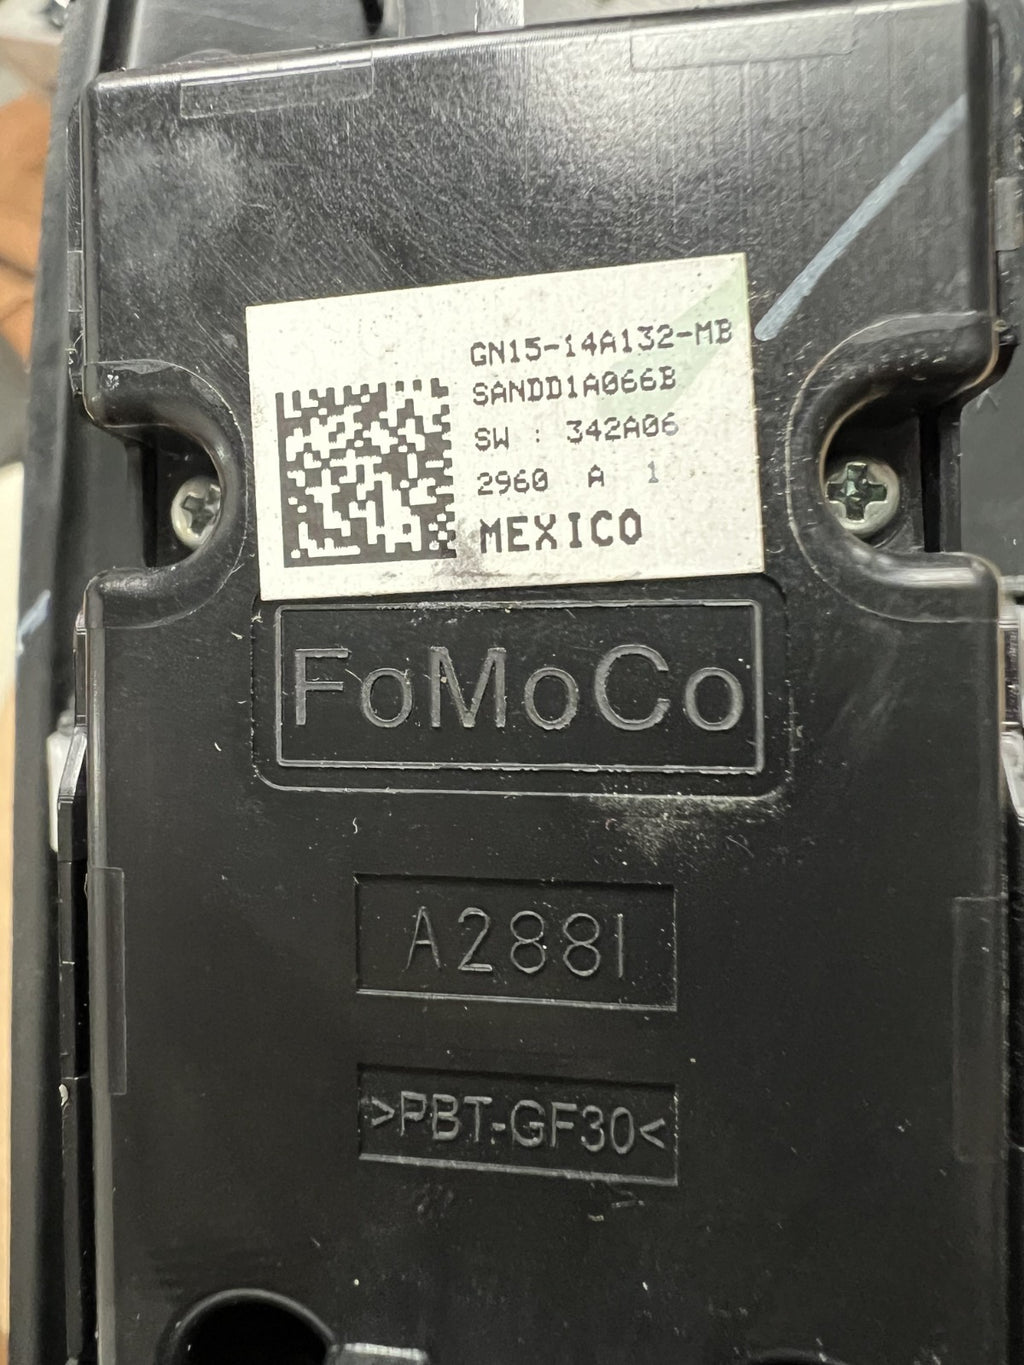 GN15-14A132-MB
SANDD1A066B
SW : 342A06
2960 A 1
MEXICO
FoMoCo
A2881
>PBT-GF30<